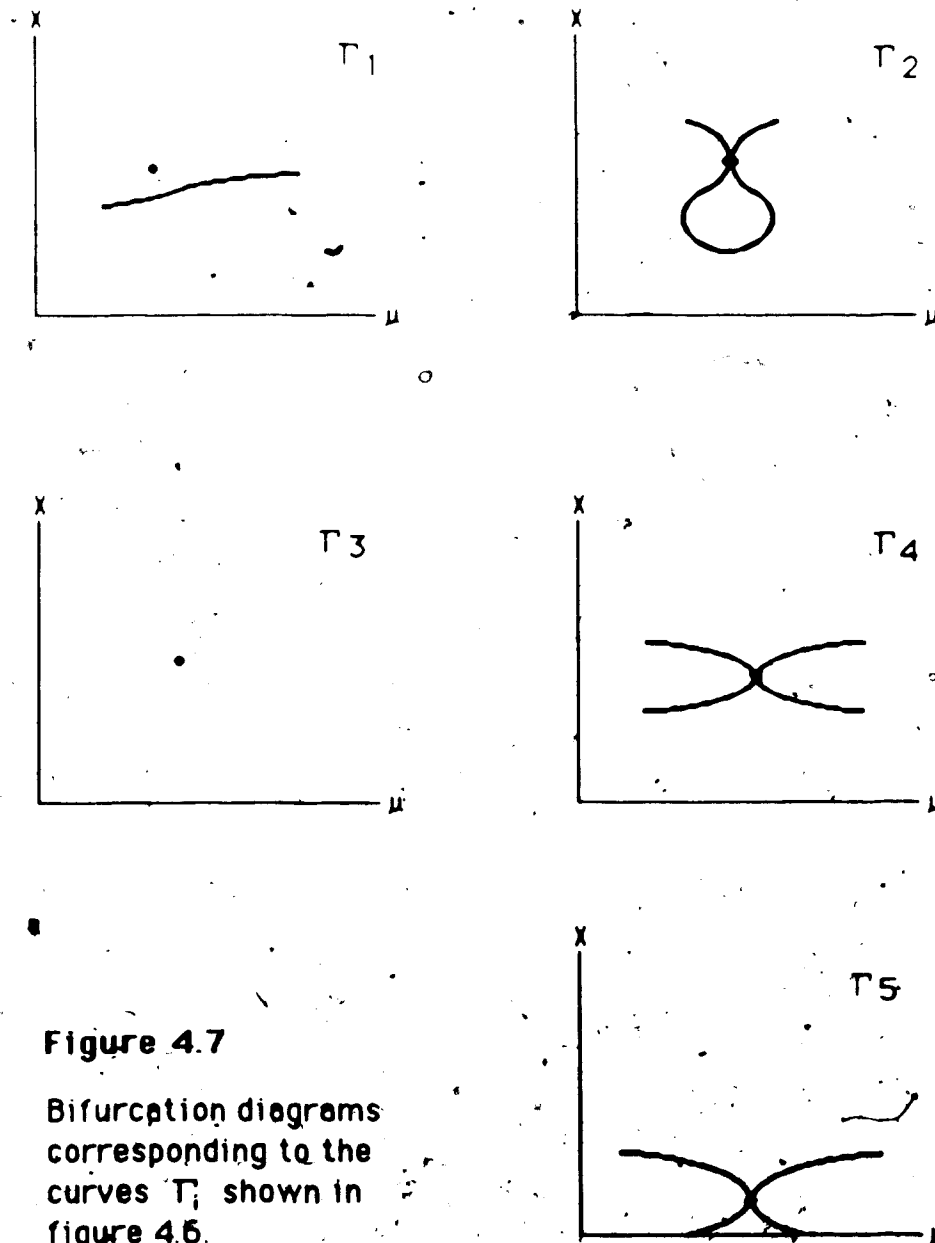 X X
Γ1 Γ2
μ μ
X X
Γ3 Γ4
μ μ
X
Γ5
Figure 4.7
Bifurcation diagrams
corresponding to the
curves Γi shown in
figure 4.6.
μ